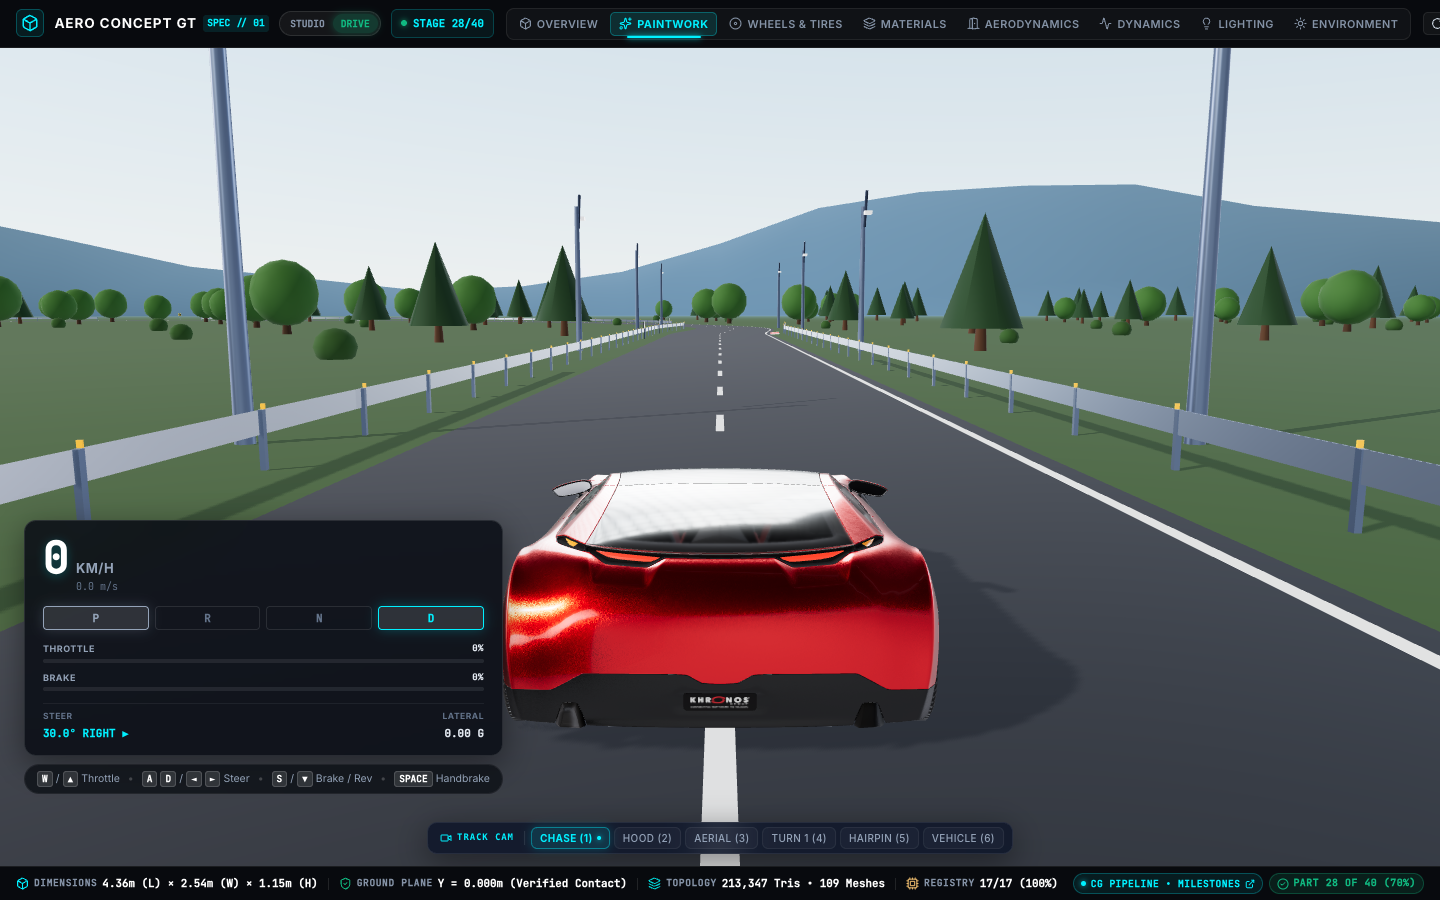 AERO CONCEPT GT SPEC // 01 STUDIO DRIVE STAGE 28/40 OVERVIEW PAINTWORK WHEELS & TIRES MATERIALS AERODYNAMICS DYNAMICS LIGHTING ENVIRONMENT
0 KM/H
0.0 m/s
P R N D
THROTTLE 0%
BRAKE 0%
STEER LATERAL
30.0° RIGHT ▶ 0.00 G
W / ▲ Throttle • A D / ◄ ► Steer • S / ▼ Brake / Rev • SPACE Handbrake
KHRONOS
TRACK CAM CHASE (1) HOOD (2) AERIAL (3) TURN 1 (4) HAIRPIN (5) VEHICLE (6)
DIMENSIONS 4.36m (L) × 2.54m (W) × 1.15m (H) GROUND PLANE Y = 0.000m (Verified Contact) TOPOLOGY 213,347 Tris • 109 Meshes REGISTRY 17/17 (100%) CG PIPELINE • MILESTONES PART 28 OF 40 (70%)